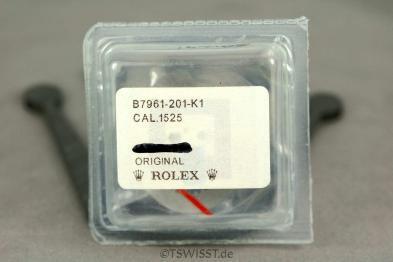 B7961-201-K1
CAL.1525
ORIGINAL
ROLEX
©TSWISST.de